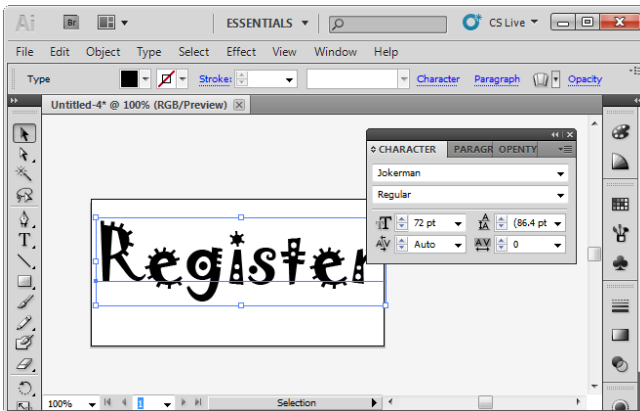 Ai Br ESSENTIALS CS Live
File Edit Object Type Select Effect View Window Help
Type Stroke: Character Paragraph Opacity
Untitled-4* @ 100% (RGB/Preview)
CHARACTER PARAGR OPENTY
Jokerman
Regular
72 pt (86.4 pt
Auto 0
Register
100% 1 Selection